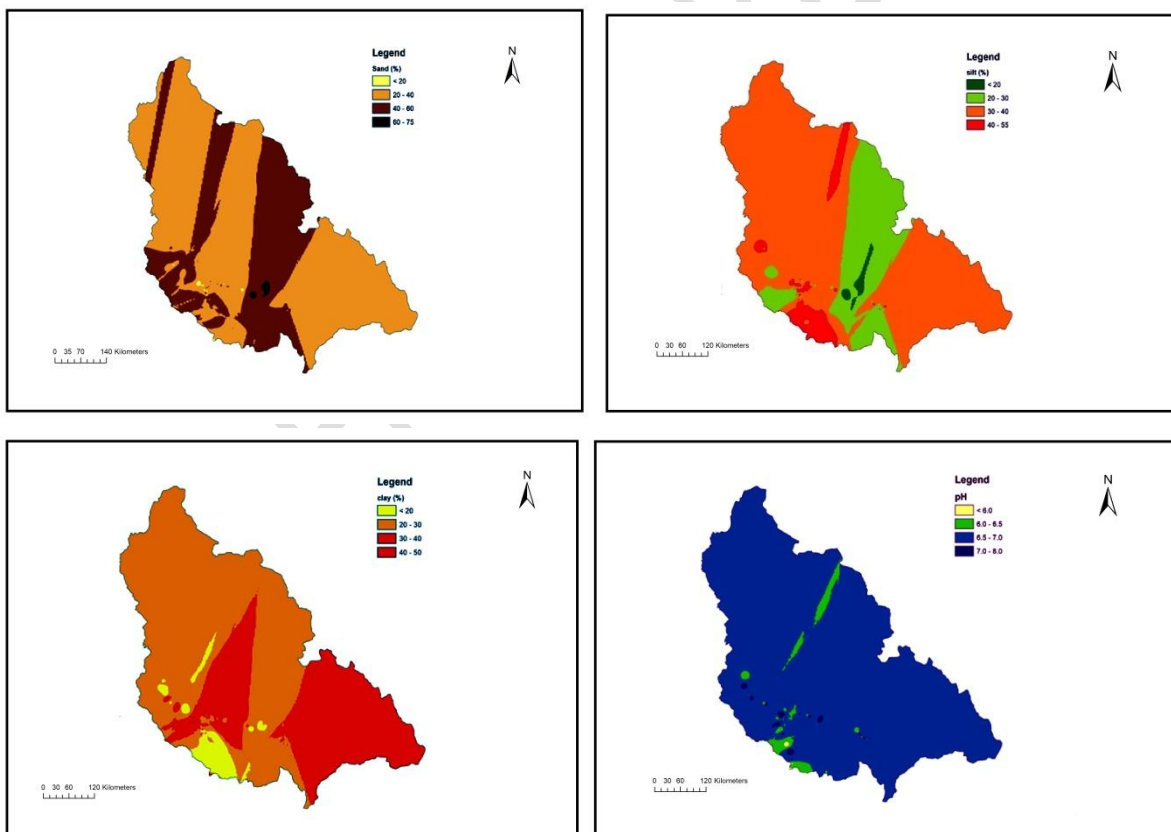 Legend
Sand (%)
< 20
20 - 40
40 - 60
60 - 75
N
0 35 70 140 Kilometers
Legend
silt (%)
< 20
20 - 30
30 - 40
40 - 55
N
0 30 60 120 Kilometers
Legend
clay (%)
< 20
20 - 30
30 - 40
40 - 50
N
0 30 60 120 Kilometers
Legend
pH
< 6.0
6.0 - 6.5
6.5 - 7.0
7.0 - 8.0
N
0 30 60 120 Kilometers